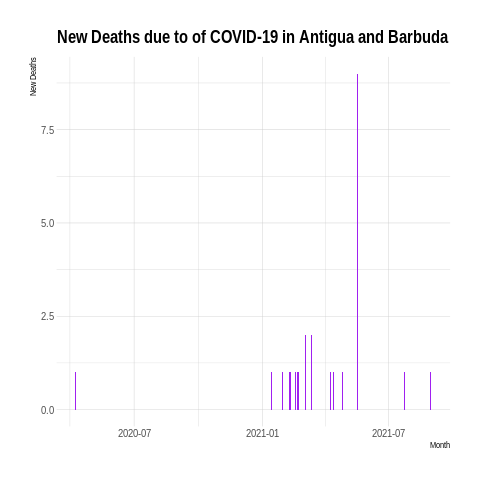 New Deaths due to of COVID-19 in Antigua and Barbuda
New Deaths
7.5
5.0
2.5
0.0
2020-07 2021-01 2021-07
Month